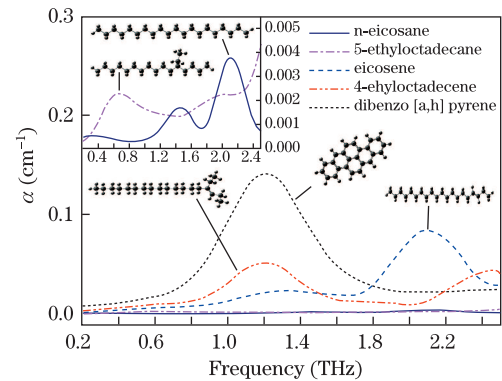 n-eicosane
5-ethyloctadecane
eicosene
4-ehyloctadecene
dibenzo [a,h] pyrene
0.005
0.004
0.003
0.002
0.001
0.000
0.4 0.8 1.2 1.6 2.0 2.4
0.3
0.2
0.1
0.0
α (cm⁻¹)
0.2 0.6 1.0 1.4 1.8 2.2
Frequency (THz)